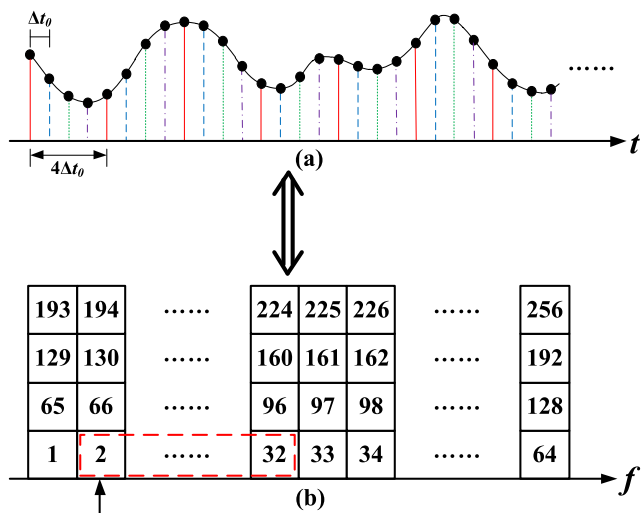 Δt₀
......
t
4Δt₀
(a)
193 194 ...... 224 225 226 ...... 256
129 130 ...... 160 161 162 ...... 192
65 66 ...... 96 97 98 ...... 128
1 2 ...... 32 33 34 ...... 64
f
(b)